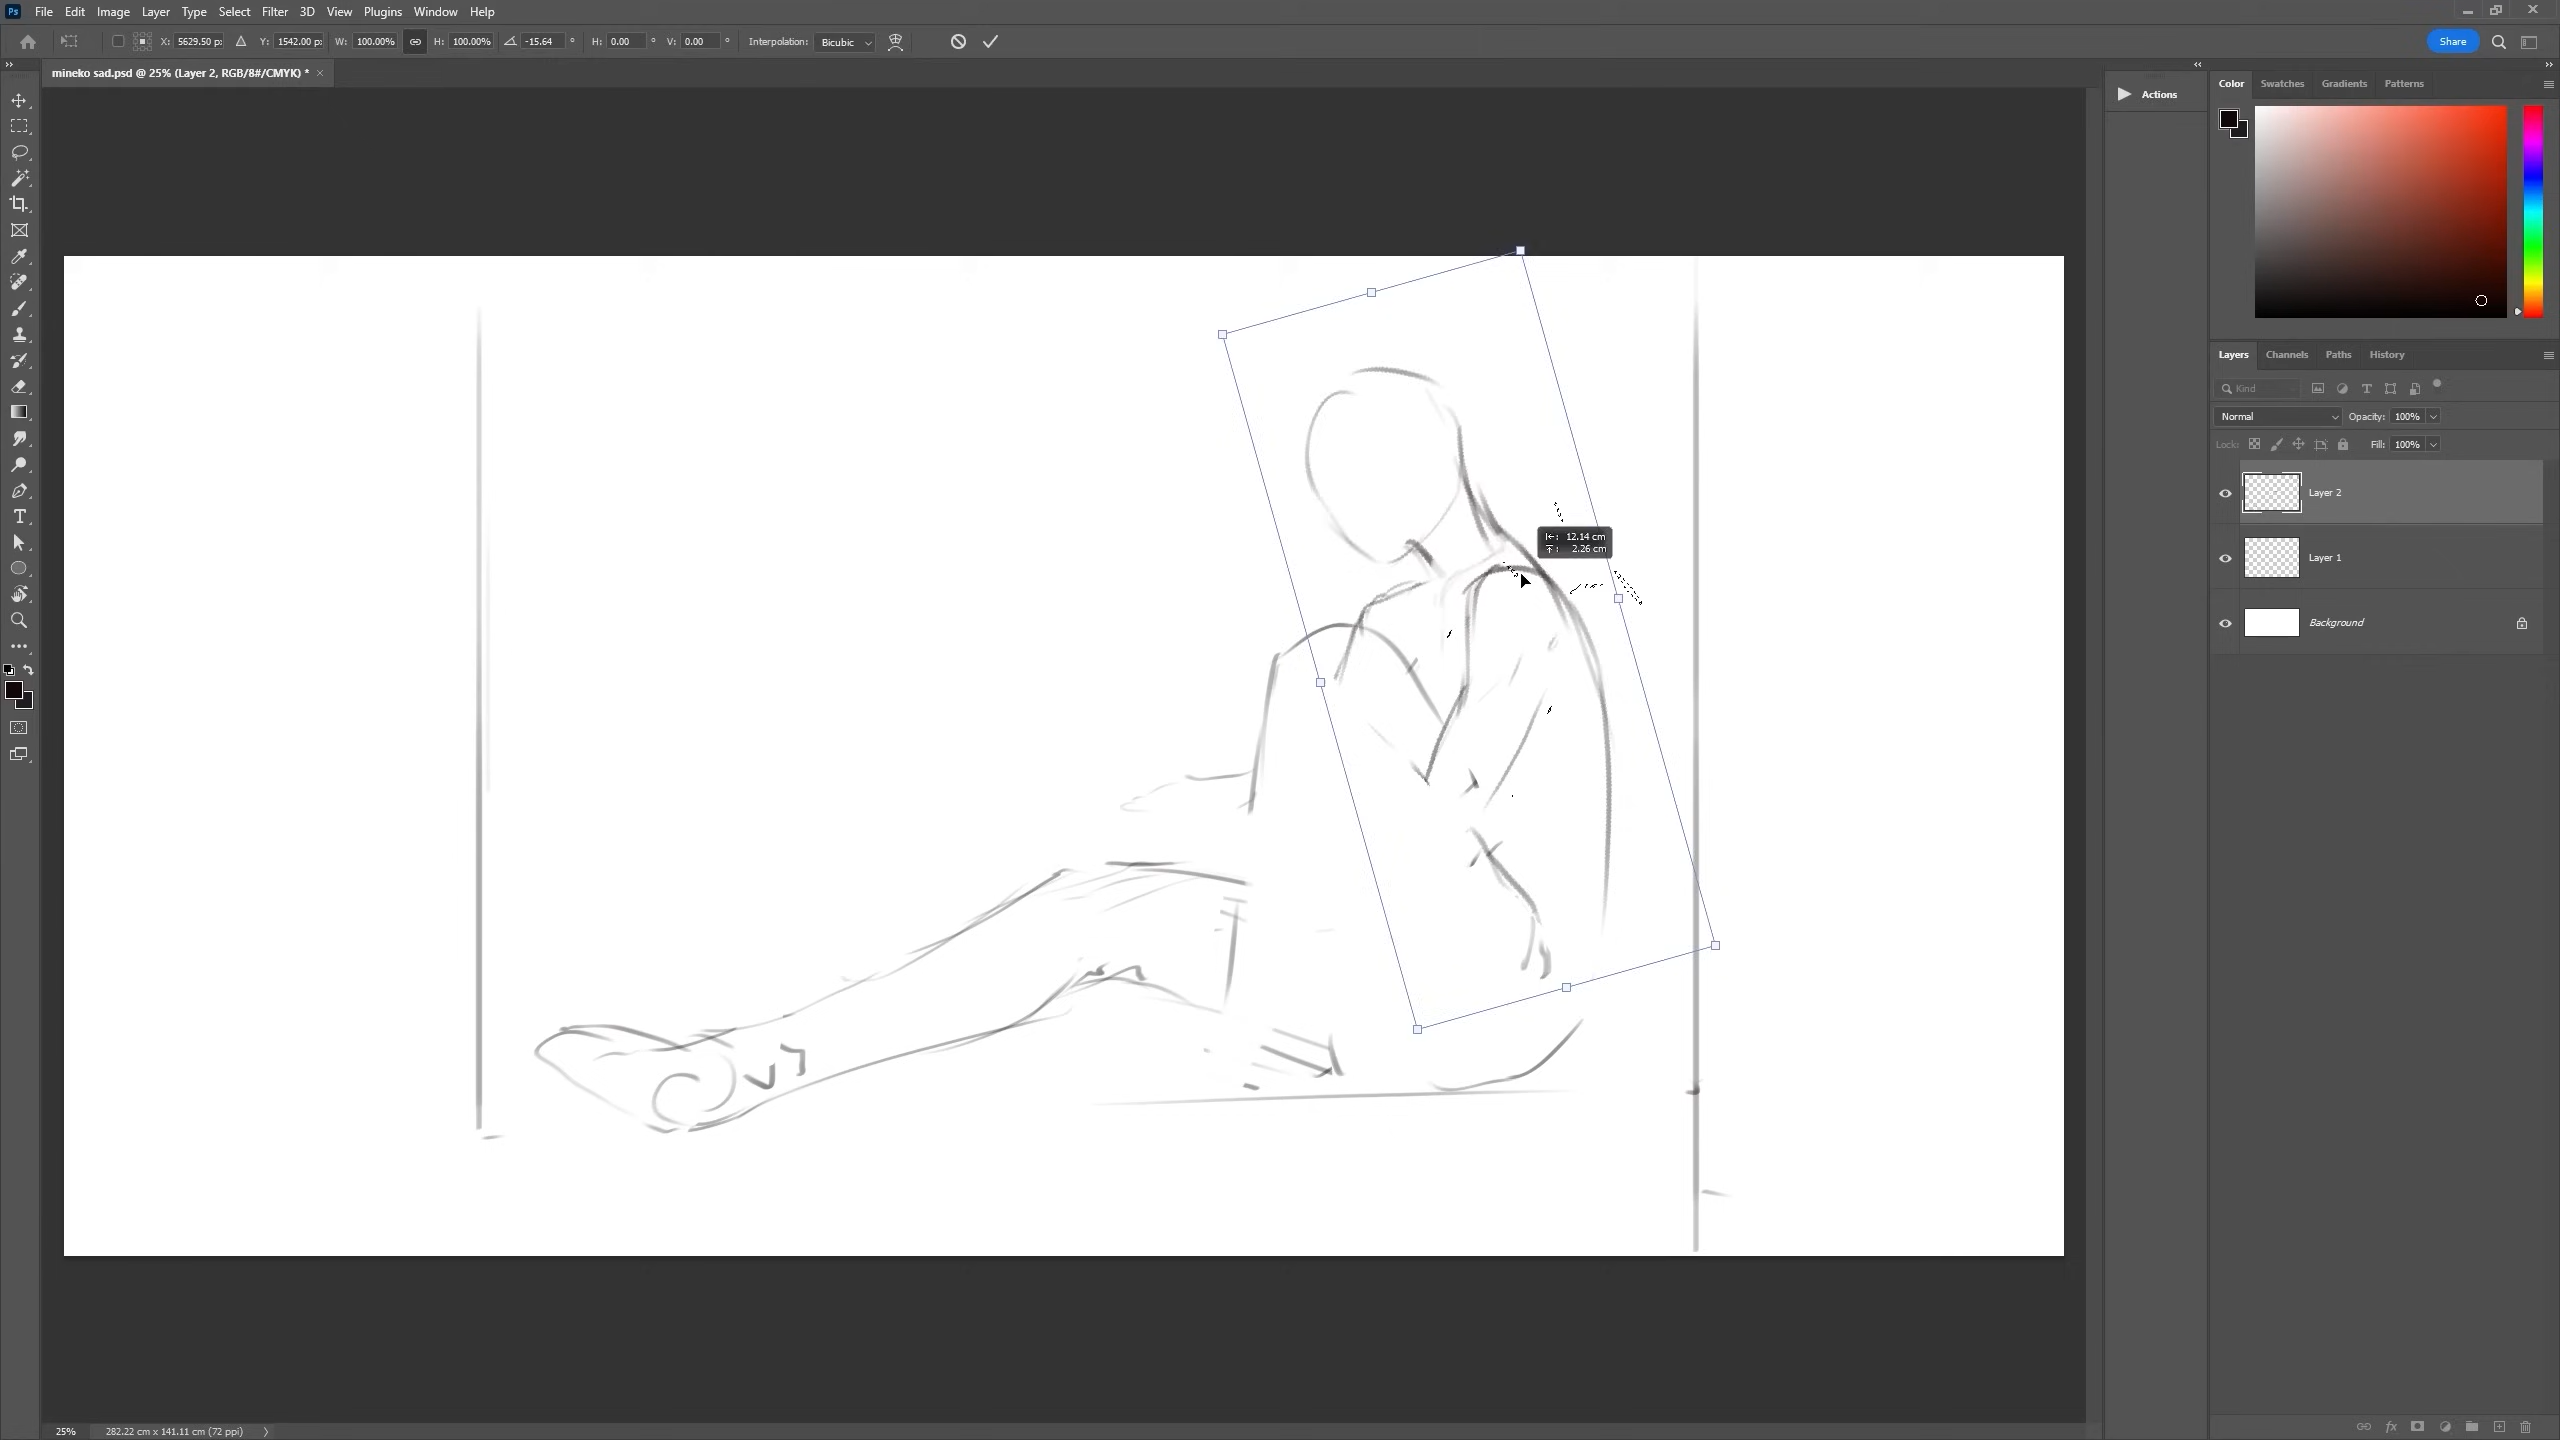 Ps File Edit Image Layer Type Select Filter 3D View Plugins Window Help
X: 5629.50 p: Y: 1542.00 p: W: 100.00% H: 100.00% -15.64 ° H: 0.00 ° V: 0.00 ° Interpolation: Bicubic Share
mineko sad.psd @ 25% (Layer 2, RGB/8#/CMYK) * ×
Actions
Color Swatches Gradients Patterns
Layers Channels Paths History
Kind
Normal Opacity: 100%
Lock: Fill: 100%
Layer 2
Layer 1
Background
12.14 cm
2.26 cm
25% 282.22 cm x 141.11 cm (72 ppi)